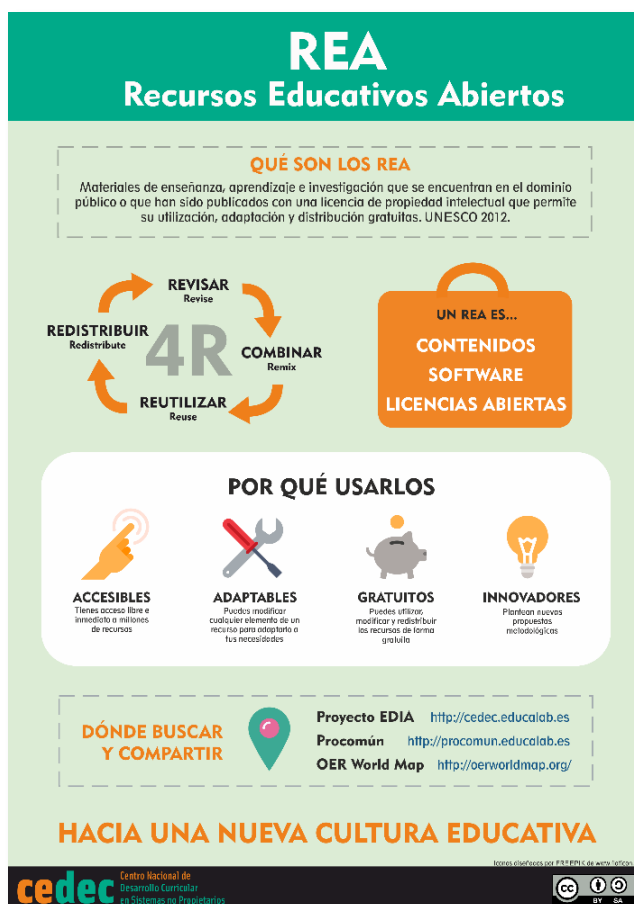 REA
Recursos Educativos Abiertos
QUÉ SON LOS REA
Materiales de enseñanza, aprendizaje e investigación que se encuentran en el dominio
público o que han sido publicados con una licencia de propiedad intelectual que permite
su utilización, adaptación y distribución gratuitas. UNESCO 2012.
REVISAR
Revise
REDISTRIBUIR
Redistribute
4R
COMBINAR
Remix
REUTILIZAR
Reuse
UN REA ES...
CONTENIDOS
SOFTWARE
LICENCIAS ABIERTAS
POR QUÉ USARLOS
ACCESIBLES
Tienes acceso libre e
inmediato a millones
de recursos
ADAPTABLES
Puedes modificar
cualquier elemento de un
recurso para adaptarlo a
tus necesidades
GRATUITOS
Puedes utilizar,
modificar y redistribuir
los recursos de forma
gratuita
INNOVADORES
Plantean nuevas
propuestas
metodológicas
DÓNDE BUSCAR
Y COMPARTIR
Proyecto EDIA http://cedec.educalab.es
Procomún http://procomun.educalab.es
OER World Map http://oerworldmap.org/
HACIA UNA NUEVA CULTURA EDUCATIVA
Iconos diseñados por FREEPIK de
cedec
Centro Nacional de
Desarrollo Curricular
en Sistemas no Propietarios
cc
BY SA